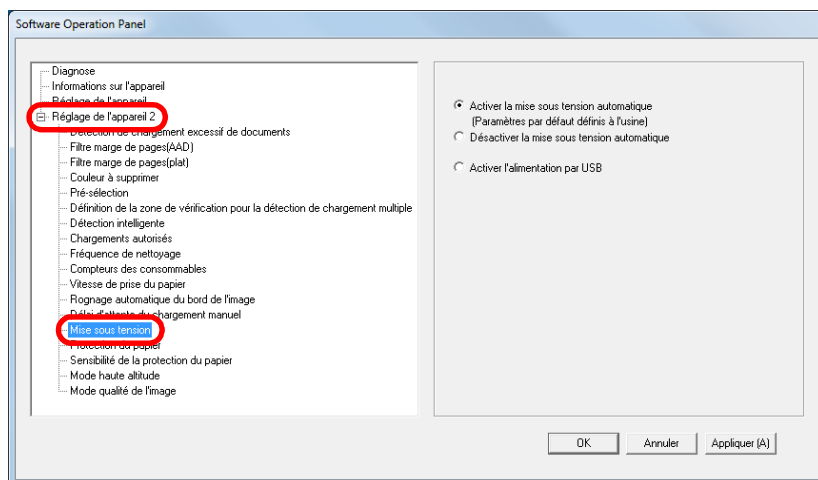 Software Operation Panel
Diagnose
Informations sur l'appareil
Réglage de l'appareil
Réglage de l'appareil 2
Détection de chargement excessif de documents
Filtre marge de pages(AAD)
Filtre marge de pages(plat)
Couleur à supprimer
Pré-sélection
Définition de la zone de vérification pour la détection de chargement multiple
Détection intelligente
Chargements autorisés
Fréquence de nettoyage
Compteurs des consommables
Vitesse de prise du papier
Rognage automatique du bord de l'image
Délai d'attente du chargement manuel
Mise sous tension
Protection du papier
Sensibilité de la protection du papier
Mode haute altitude
Mode qualité de l'image
Activer la mise sous tension automatique
(Paramètres par défaut définis à l'usine)
Désactiver la mise sous tension automatique
Activer l'alimentation par USB
OK
Annuler
Appliquer (A)